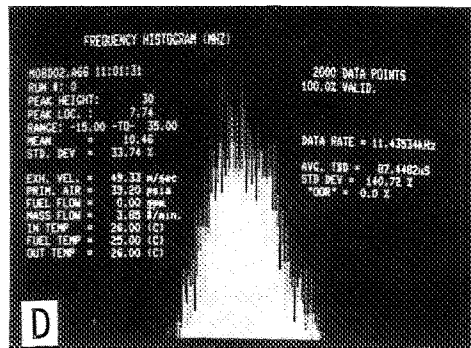 FREQUENCY HISTOGRAM (MHZ)
MOBDO2.A66 11:01:31
RUN #: 0
PEAK HEIGHT: 30
PEAK LOC. : 7.74
RANGE: -15.00 -TO- 35.00
MEAN = 10.46
STD. DEV = 33.74 %
EXH. VEL. = 49.33 m/sec
PRIM. AIR = 39.20 psia
FUEL FLOW = 0.00
MASS FLOW = 3.85 #/min.
IN TEMP = 26.00 (C)
FUEL TEMP = 25.00 (C)
OUT TEMP = 26.00 (C)
2000 DATA POINTS
100.0% VALID.
DATA RATE = 11.43534kHz
AVG. TBD = 87.4482uS
STD DEV = 140.72 %
"DDR" = 0.0 %
D